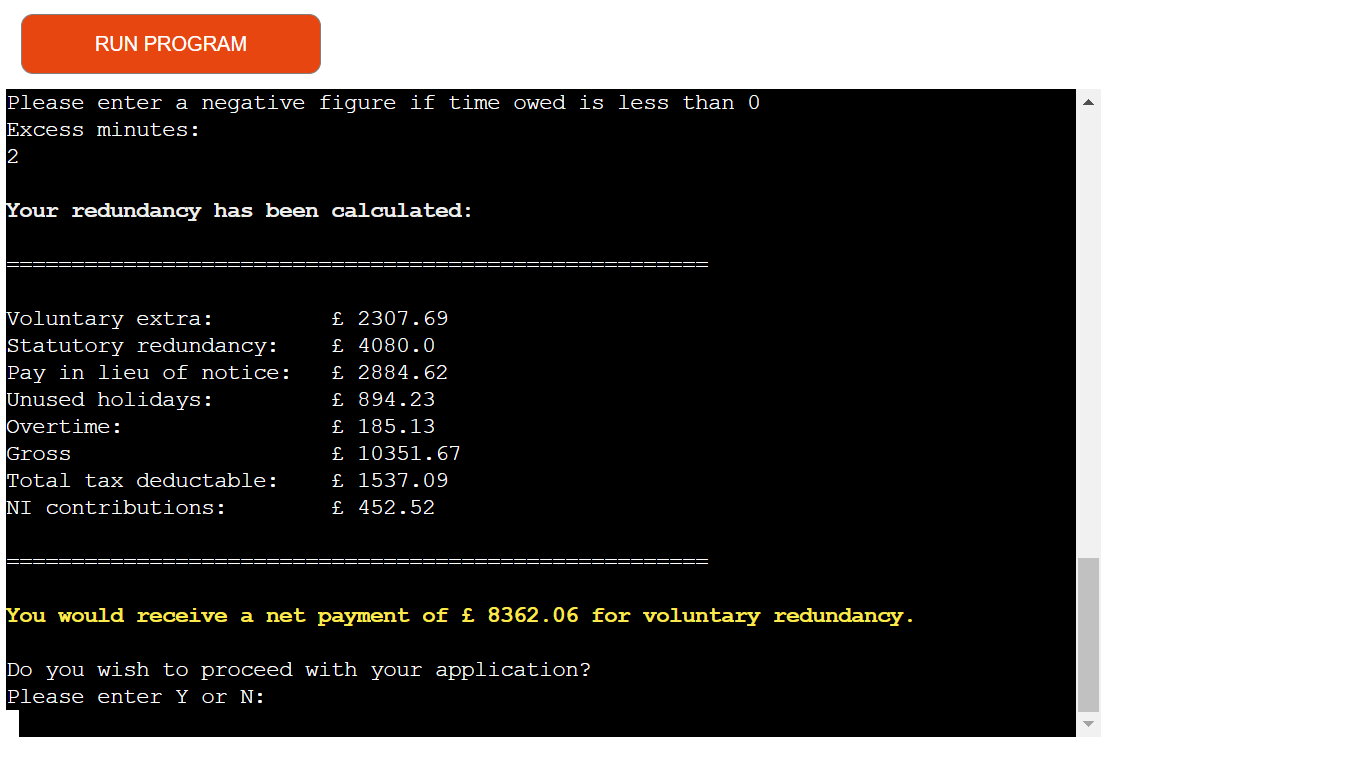 RUN PROGRAM
Please enter a negative figure if time owed is less than 0
Excess minutes:
2
Your redundancy has been calculated:
======================================================
Voluntary extra: £ 2307.69
Statutory redundancy: £ 4080.0
Pay in lieu of notice: £ 2884.62
Unused holidays: £ 894.23
Overtime: £ 185.13
Gross £ 10351.67
Total tax deductable: £ 1537.09
NI contributions: £ 452.52
======================================================
You would receive a net payment of £ 8362.06 for voluntary redundancy.
Do you wish to proceed with your application?
Please enter Y or N: